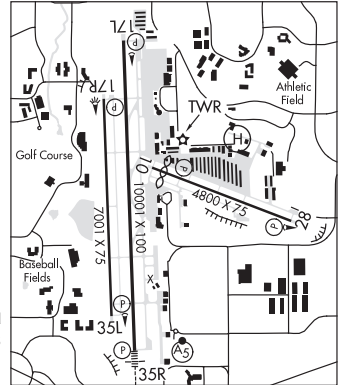 17L
P
17R
P
TWR
Athletic
Field
H
Golf Course
10
P
4800 X 75
28
P
7001 X 75
10001 X 100
Baseball
Fields
X
P
35L
P
A5
35R